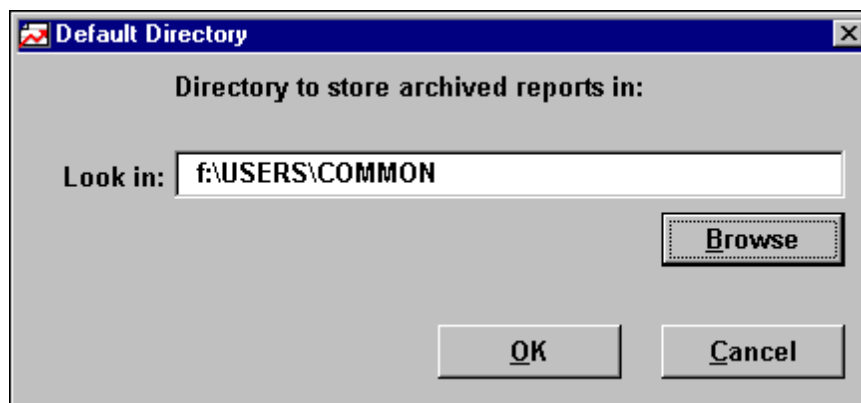 Default Directory
Directory to store archived reports in:
Look in: f:\USERS\COMMON
Browse
OK Cancel